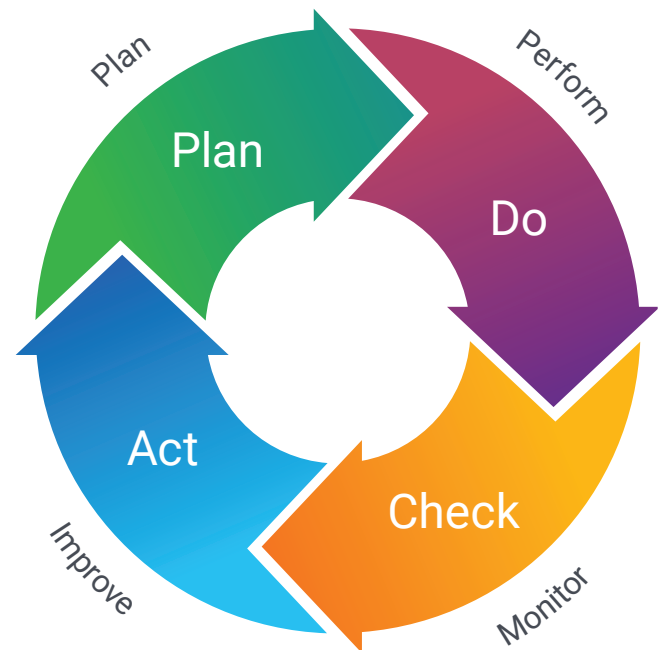 Plan
Perform
Plan
Do
Act
Check
Improve
Monitor